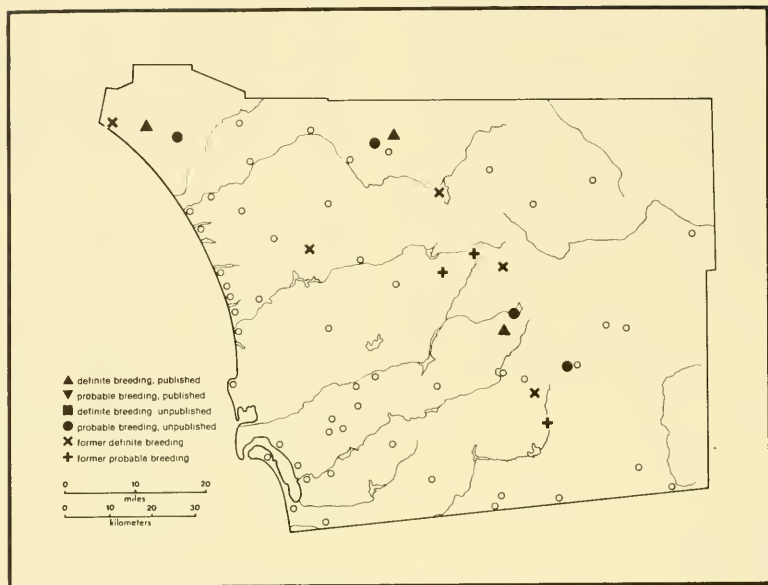 definite breeding, published
probable breeding, published
definite breeding unpublished
probable breeding, unpublished
former definite breeding
former probable breeding
0 10 20
miles
0 10 20 30
kilometers